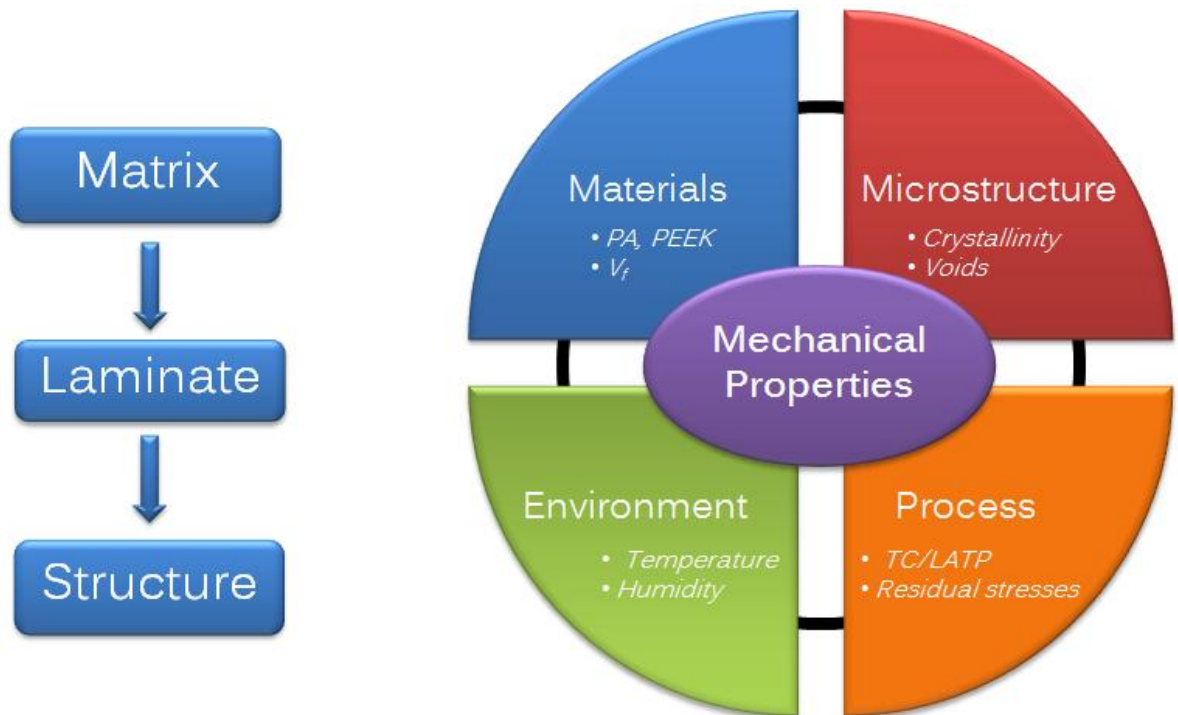 Matrix
Laminate
Structure
Materials
• PA, PEEK
• Vf
Microstructure
• Crystallinity
• Voids
Mechanical
Properties
Environment
• Temperature
• Humidity
Process
• TC/LATP
• Residual stresses